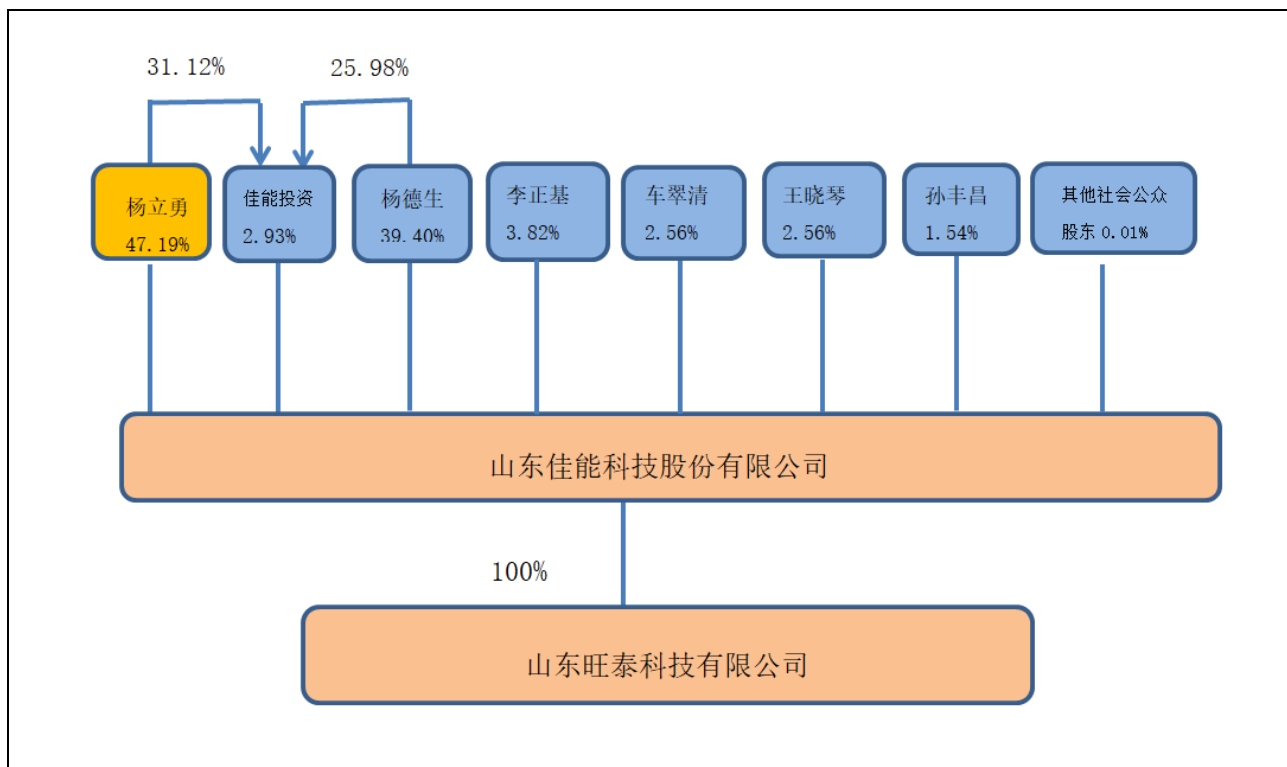 31.12%
25.98%
杨立勇
47.19%
佳能投资
2.93%
杨德生
39.40%
李正基
3.82%
车翠清
2.56%
王晓琴
2.56%
孙丰昌
1.54%
其他社会公众
股东 0.01%
山东佳能科技股份有限公司
100%
山东旺泰科技有限公司